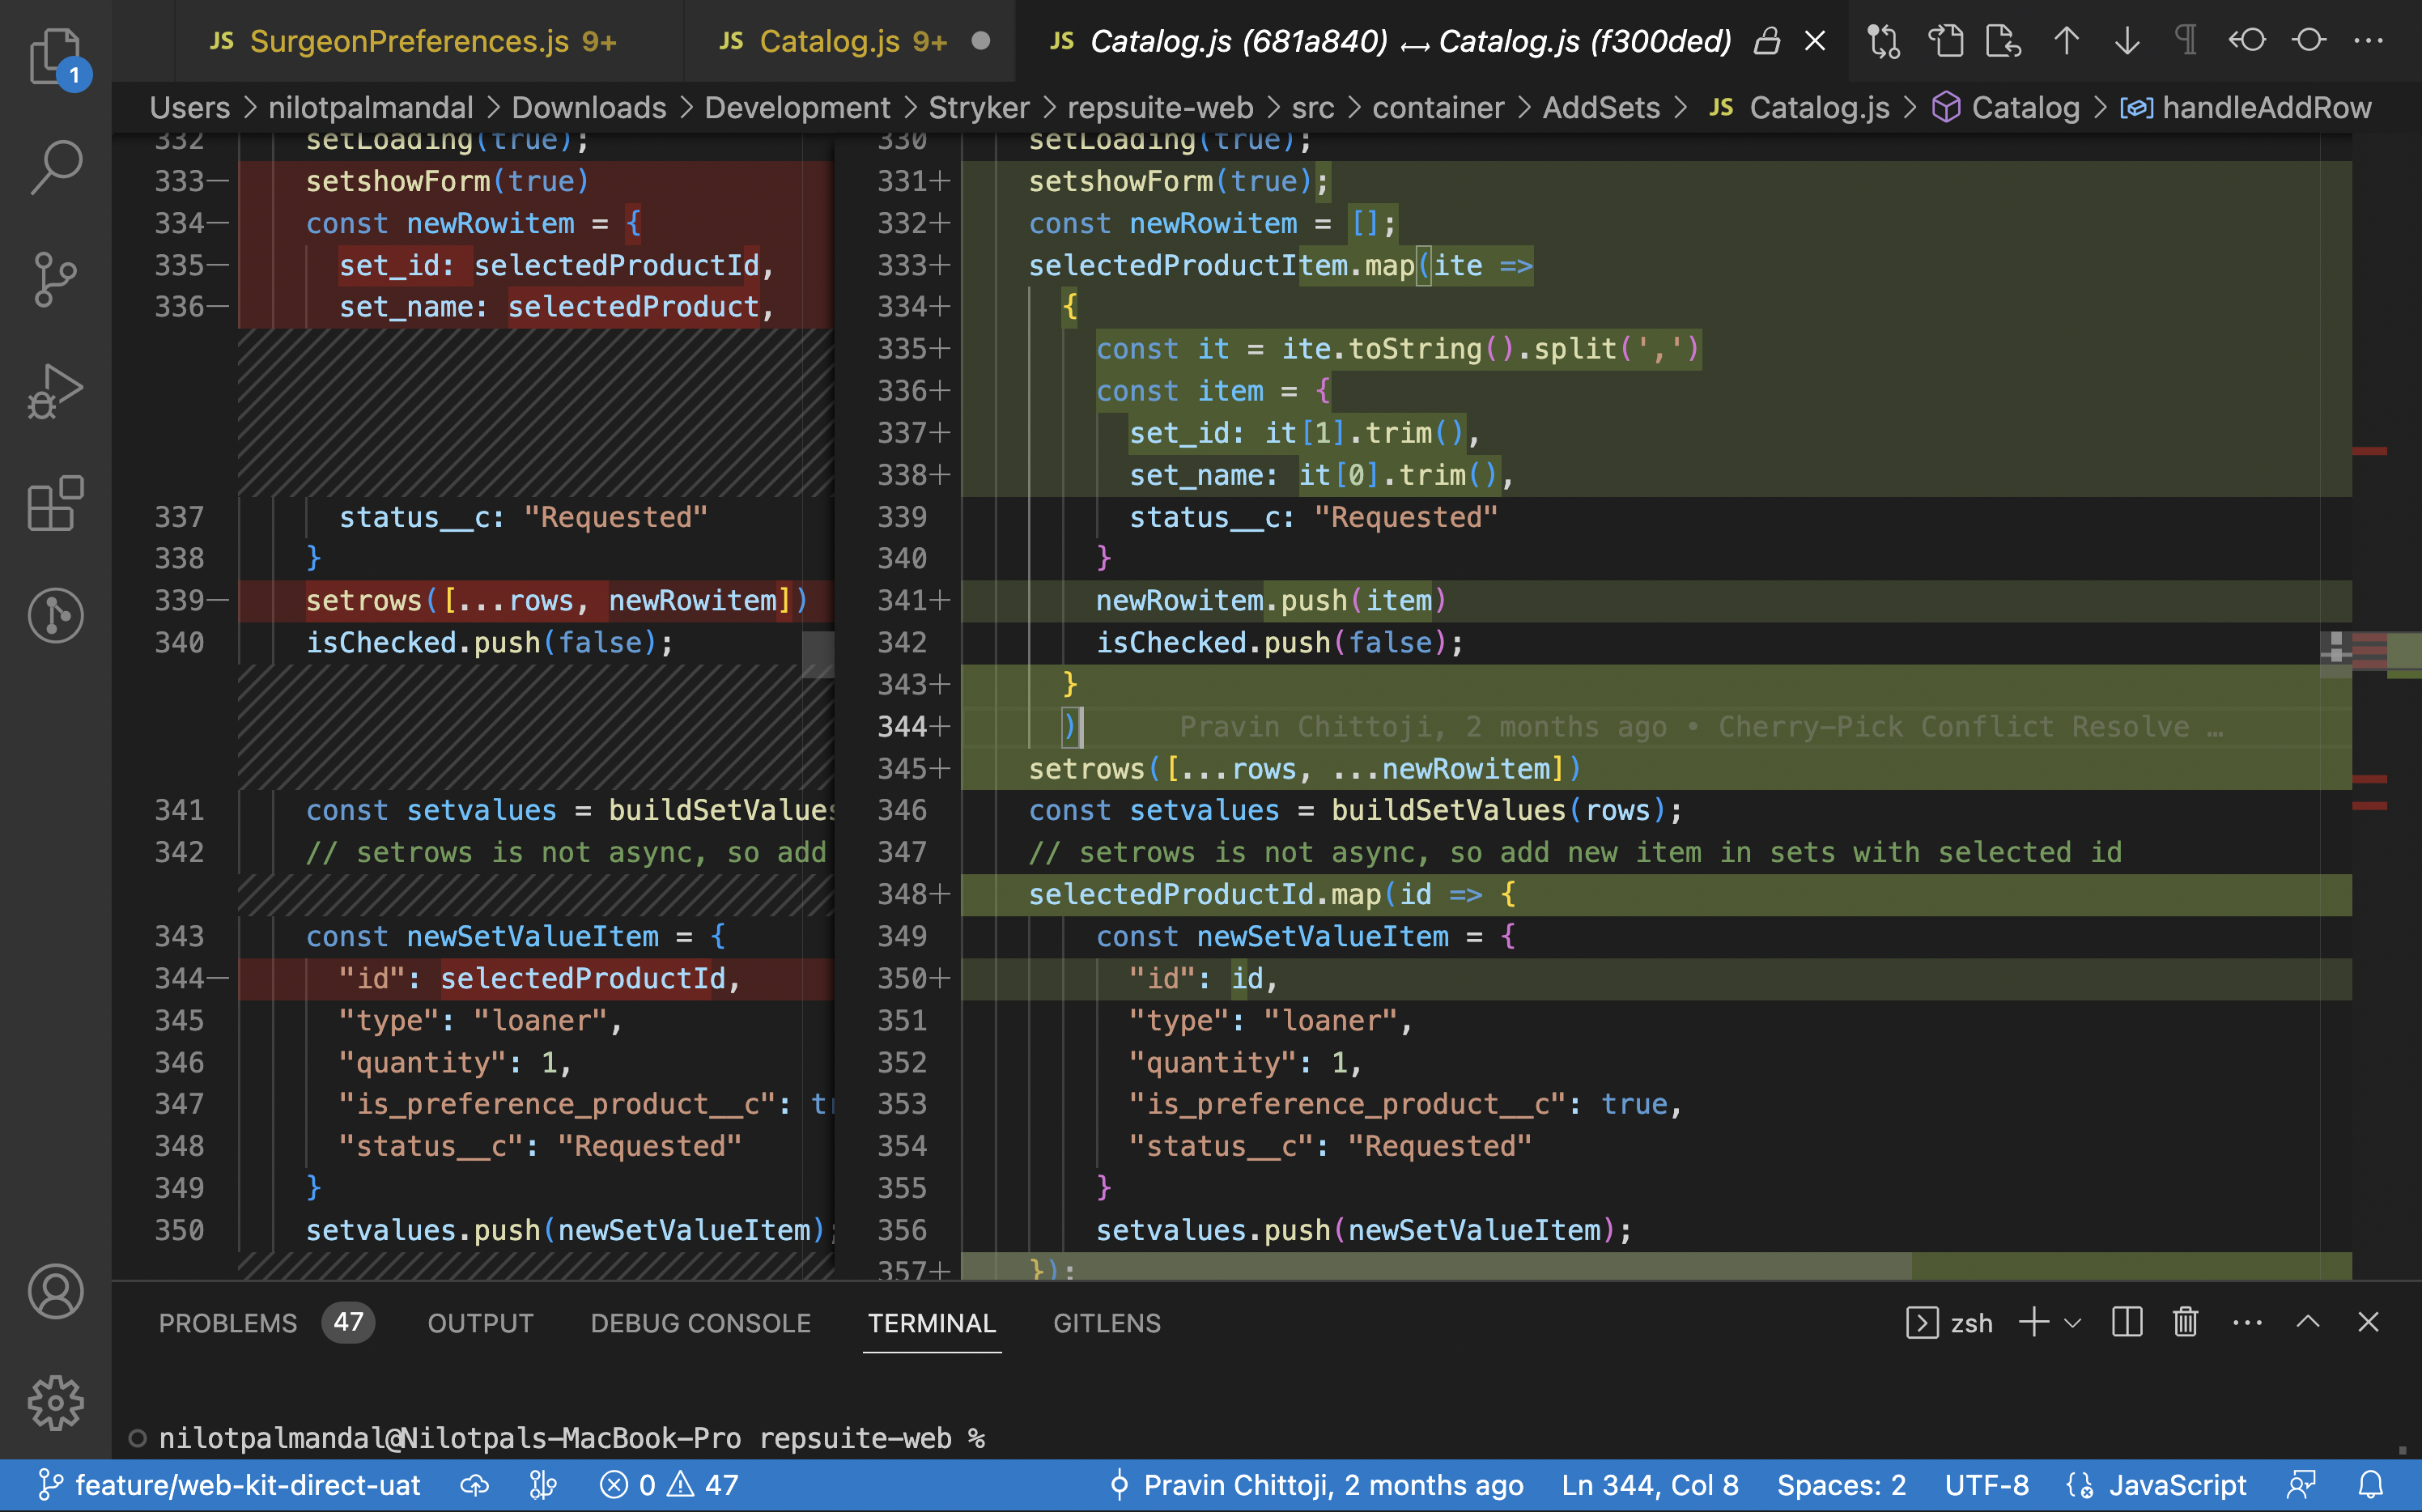 JS SurgeonPreferences.js 9+ JS Catalog.js 9+ JS Catalog.js (681a840) ↔ Catalog.js (f300ded)
1
Users > nilotpalmandal > Downloads > Development > Stryker > repsuite-web > src > container > AddSets > JS Catalog.js > Catalog > handleAddRow
332 setLoading(true);
333— setshowForm(true)
334— const newRowitem = {
335— set_id: selectedProductId,
336— set_name: selectedProduct,
337 status__c: "Requested"
338 }
339— setrows([...rows, newRowitem])
340 isChecked.push(false);
341 const setvalues = buildSetValues
342 // setrows is not async, so add
343 const newSetValueItem = {
344— "id": selectedProductId,
345 "type": "loaner",
346 "quantity": 1,
347 "is_preference_product__c": tr
348 "status__c": "Requested"
349 }
350 setvalues.push(newSetValueItem);
330 setLoading(true);
331+ setshowForm(true);
332+ const newRowitem = [];
333+ selectedProductItem.map(ite =>
334+ {
335+ const it = ite.toString().split(',')
336+ const item = {
337+ set_id: it[1].trim(),
338+ set_name: it[0].trim(),
339 status__c: "Requested"
340 }
341+ newRowitem.push(item)
342 isChecked.push(false);
343+ }
344+ ) Pravin Chittoji, 2 months ago • Cherry-Pick Conflict Resolve …
345+ setrows([...rows, ...newRowitem])
346 const setvalues = buildSetValues(rows);
347 // setrows is not async, so add new item in sets with selected id
348+ selectedProductId.map(id => {
349 const newSetValueItem = {
350+ "id": id,
351 "type": "loaner",
352 "quantity": 1,
353 "is_preference_product__c": true,
354 "status__c": "Requested"
355 }
356 setvalues.push(newSetValueItem);
357+ });
PROBLEMS 47 OUTPUT DEBUG CONSOLE TERMINAL GITLENS zsh
nilotpalmandal@Nilotpals-MacBook-Pro repsuite-web %
feature/web-kit-direct-uat 0 47 Pravin Chittoji, 2 months ago Ln 344, Col 8 Spaces: 2 UTF-8 JavaScript